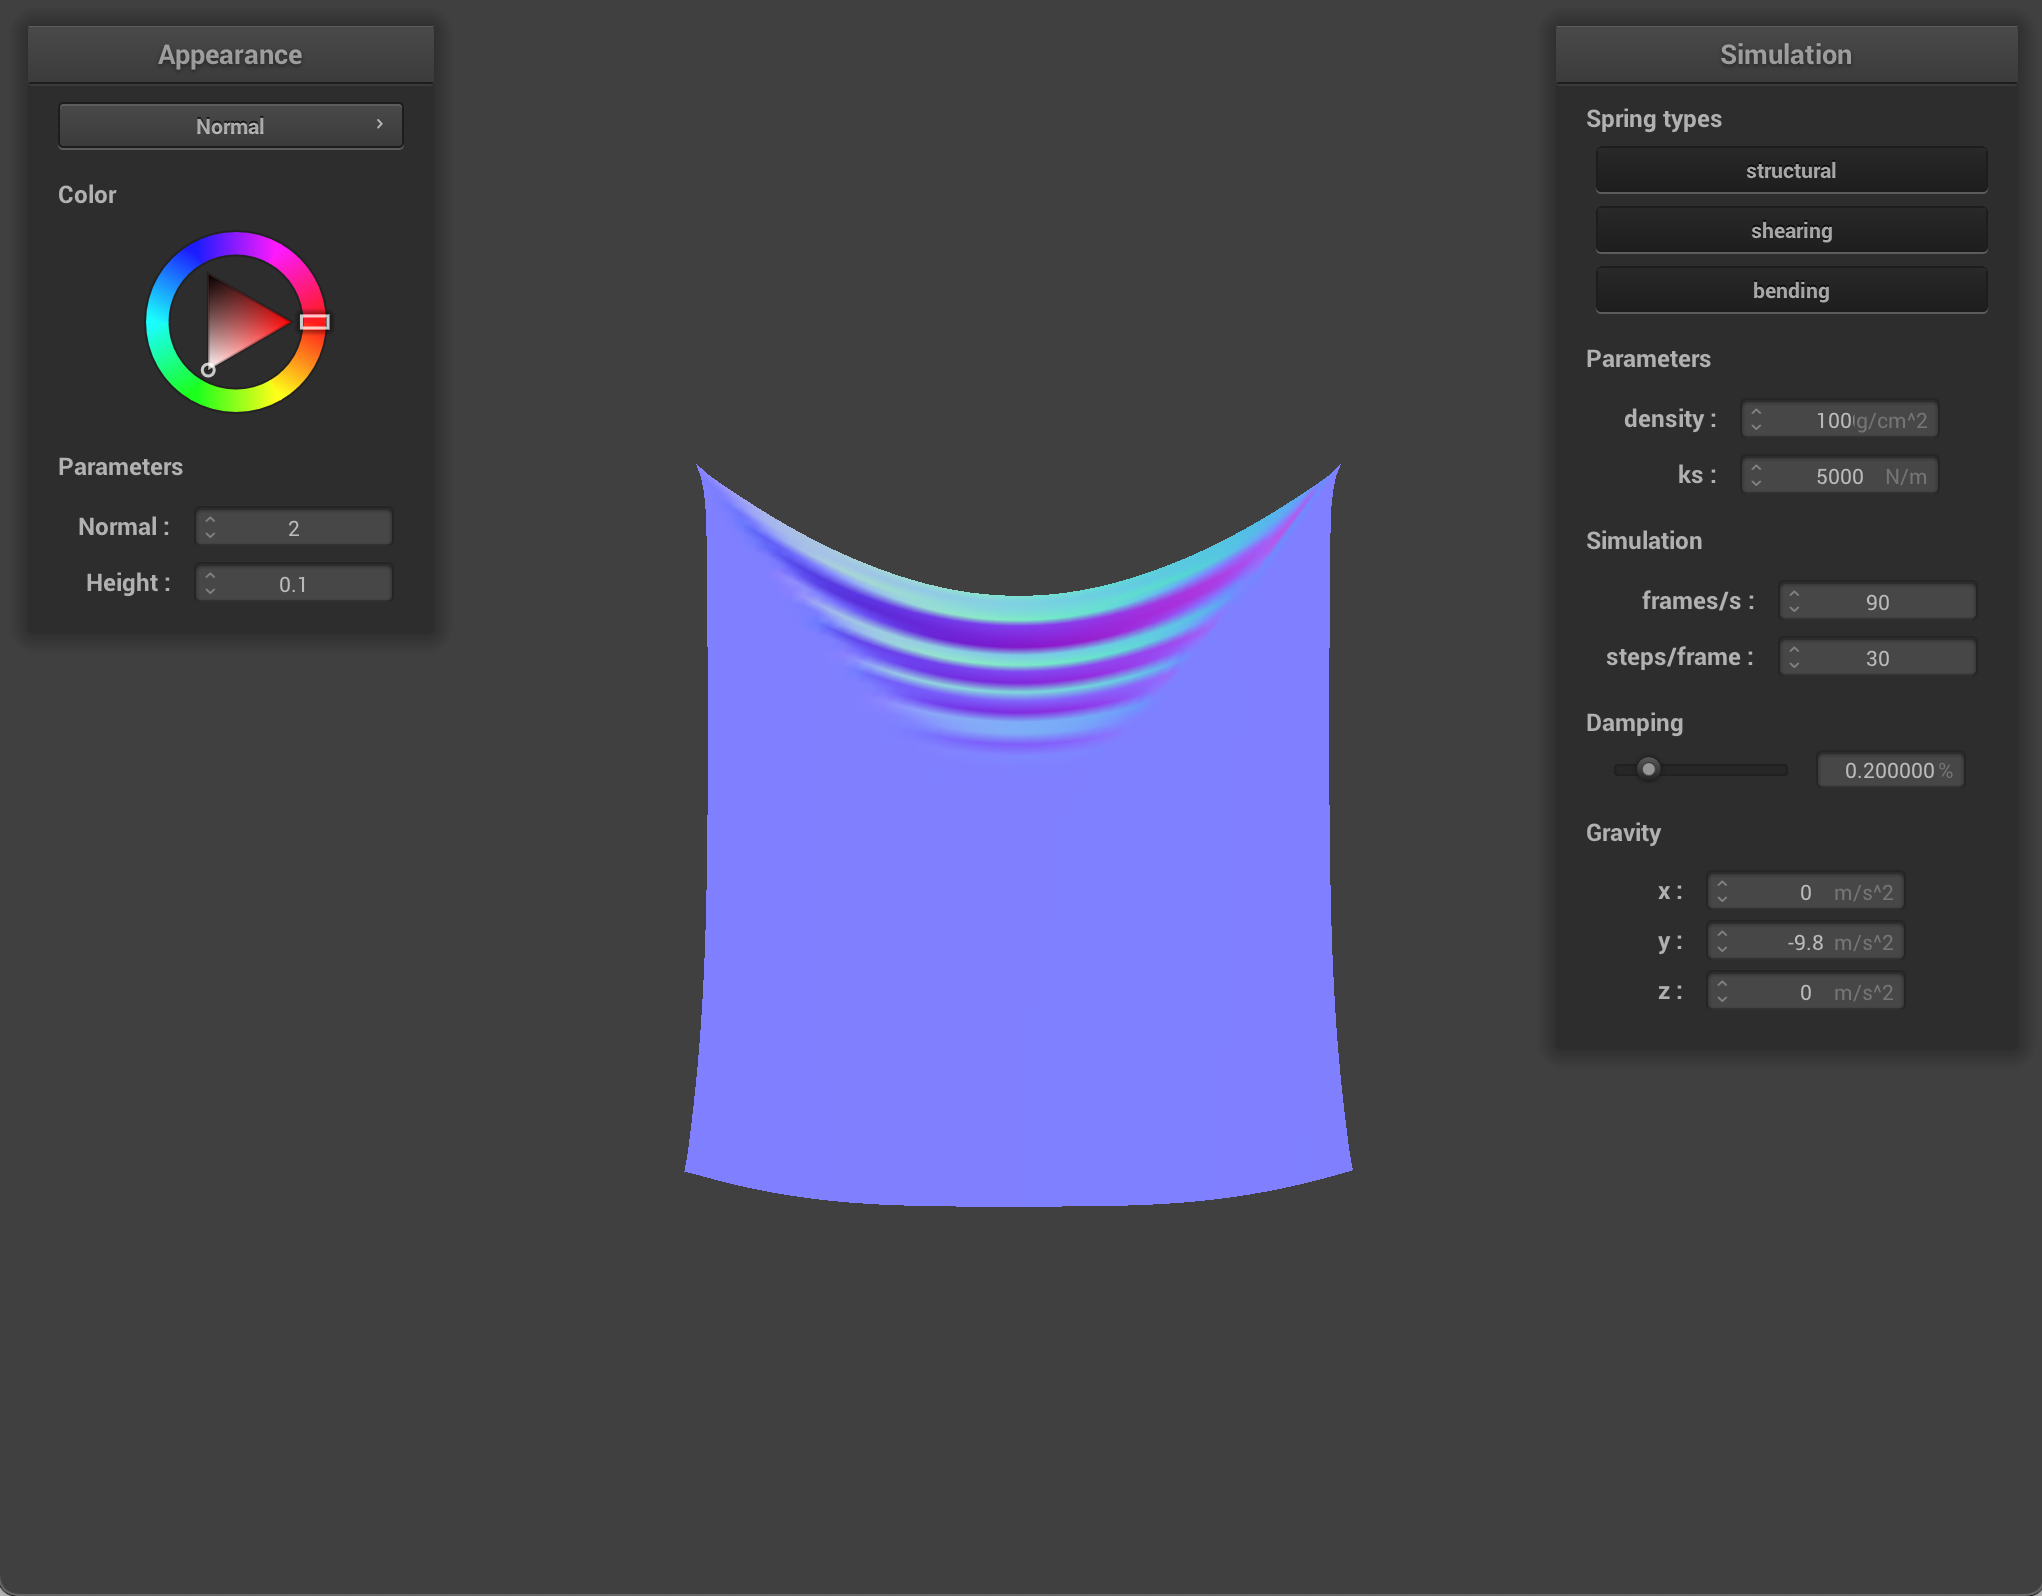 Appearance
Normal
Color
Parameters
Normal : 2
Height : 0.1
Simulation
Spring types
structural
shearing
bending
Parameters
density : 100 g/cm^2
ks : 5000 N/m
Simulation
frames/s : 90
steps/frame : 30
Damping
0.200000 %
Gravity
x : 0 m/s^2
y : -9.8 m/s^2
z : 0 m/s^2